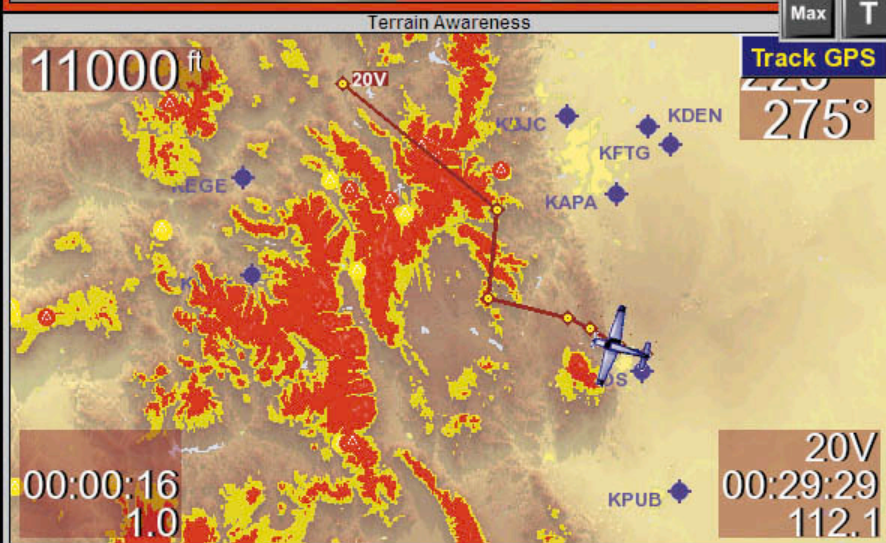 Terrain Awareness
Max T
Track GPS
11000 ft
275°
20V
KDEN
KFTG
KEGE
KAPA
KPUB
00:00:16
1.0
20V
00:29:29
112.1